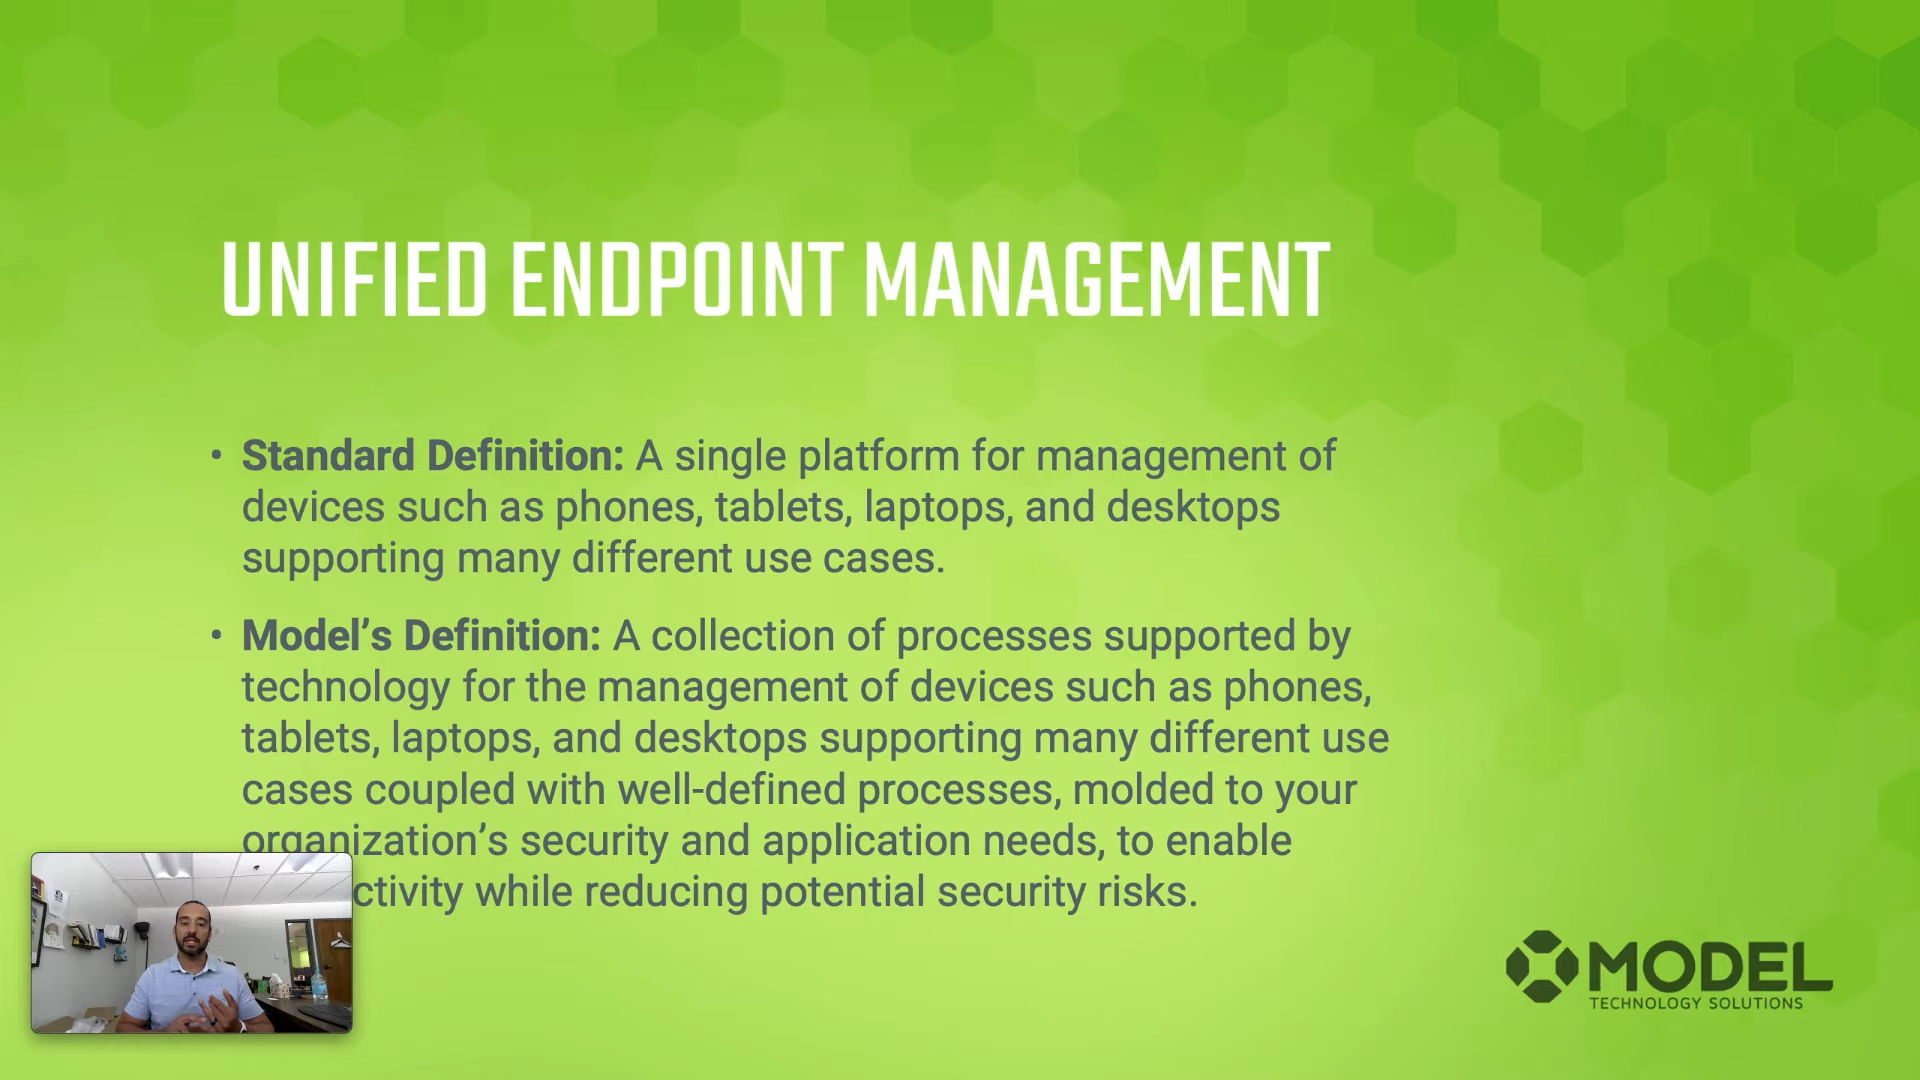 UNIFIED ENDPOINT MANAGEMENT
• Standard Definition: A single platform for management of
devices such as phones, tablets, laptops, and desktops
supporting many different use cases.
• Model’s Definition: A collection of processes supported by
technology for the management of devices such as phones,
tablets, laptops, and desktops supporting many different use
cases coupled with well-defined processes, molded to your
organization’s security and application needs, to enable
ctivity while reducing potential security risks.
MODEL
TECHNOLOGY SOLUTIONS